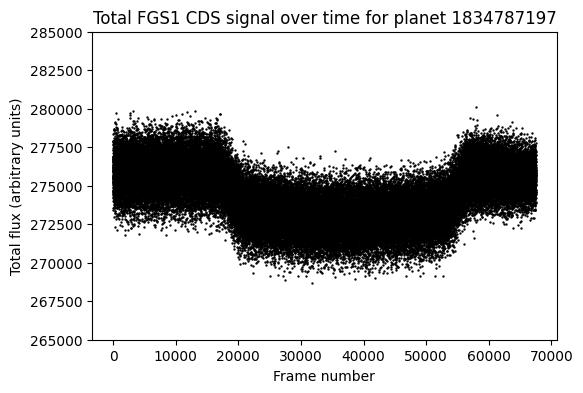 Total FGS1 CDS signal over time for planet 1834787197
285000
282500
280000
277500
275000
272500
270000
267500
265000
Total flux (arbitrary units)
0 10000 20000 30000 40000 50000 60000 70000
Frame number